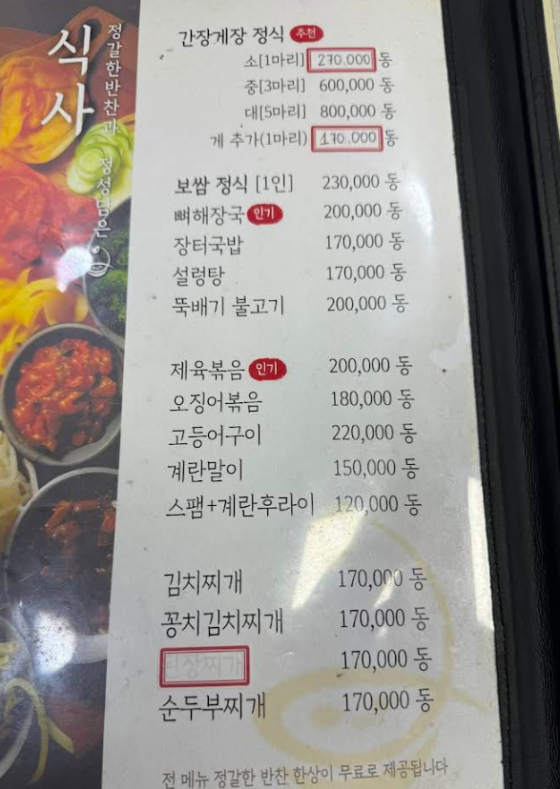 식사
정갈한 반찬과 정성 담은
간장게장 정식 추천
소[1마리] 270.000 동
중[3마리] 600,000 동
대[5마리] 800,000 동
게 추가(1마리) 170.000 동
보쌈 정식 [1인] 230,000 동
뼈해장국 인기 200,000 동
장터국밥 170,000 동
설렁탕 170,000 동
뚝배기 불고기 200,000 동
제육볶음 인기 200,000 동
오징어볶음 180,000 동
고등어구이 220,000 동
계란말이 150,000 동
스팸+계란후라이 120,000 동
김치찌개 170,000 동
꽁치김치찌개 170,000 동
170,000 동
순두부찌개 170,000 동
전 메뉴 정갈한 반찬 한상이 무료로 제공됩니다